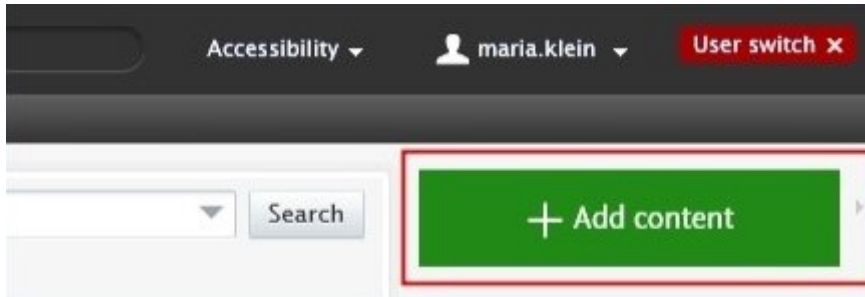 Accessibility maria.klein User switch ×
Search + Add content